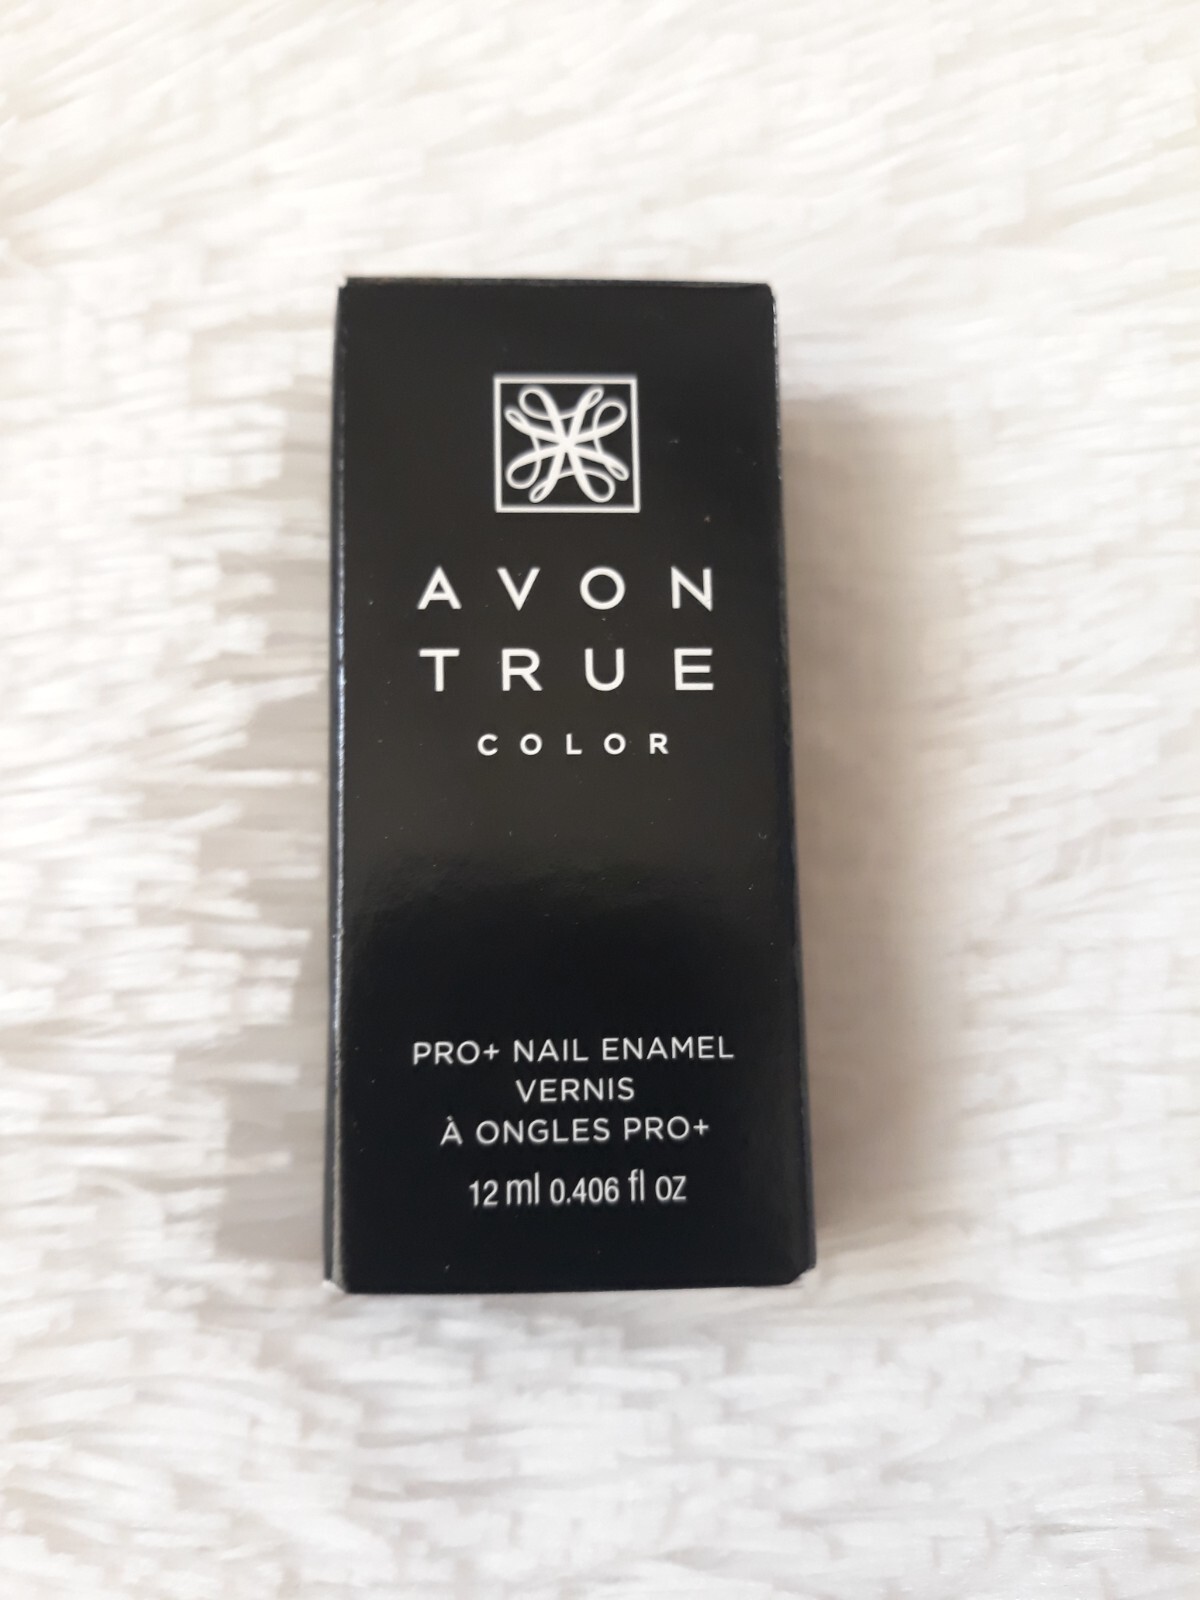 AVON
TRUE
COLOR
PRO+ NAIL ENAMEL
VERNIS
À ONGLES PRO+
12 ml 0.406 fl oz